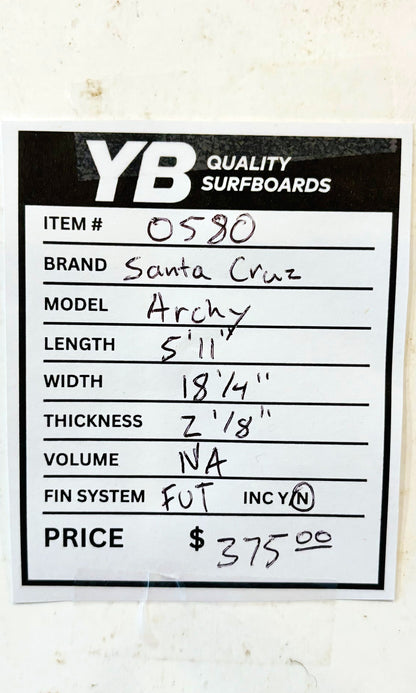 YB QUALITY
SURFBOARDS
ITEM # 0580
BRAND Santa Cruz
MODEL Archy
LENGTH 5'11"
WIDTH 18 1/4"
THICKNESS 2 1/8"
VOLUME NA
FIN SYSTEM FUT INC Y/N
PRICE $ 375.00